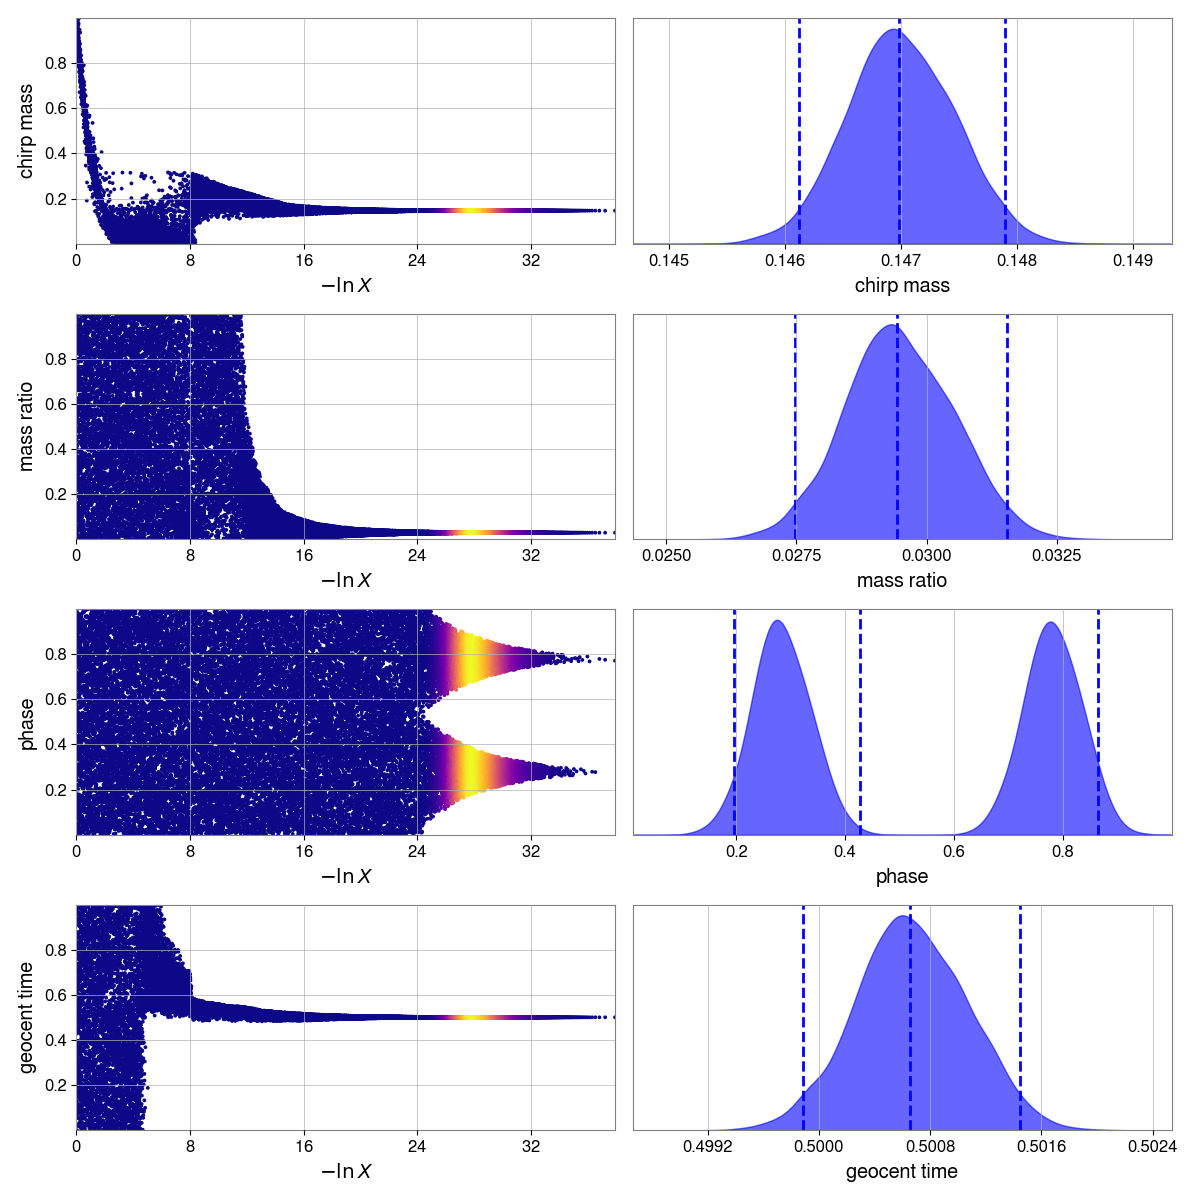 chirp mass
0.8
0.6
0.4
0.2
0 8 16 24 32
−ln X
0.145 0.146 0.147 0.148 0.149
chirp mass
mass ratio
0.8
0.6
0.4
0.2
0 8 16 24 32
−ln X
0.0250 0.0275 0.0300 0.0325
mass ratio
phase
0.8
0.6
0.4
0.2
0 8 16 24 32
−ln X
0.2 0.4 0.6 0.8
phase
geocent time
0.8
0.6
0.4
0.2
0 8 16 24 32
−ln X
0.4992 0.5000 0.5008 0.5016 0.5024
geocent time